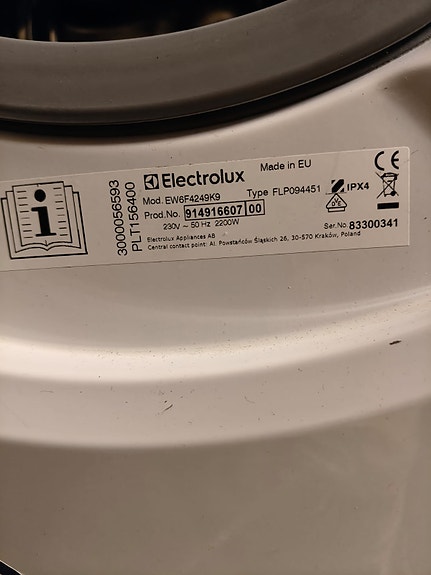 3000056593
PLT156400
Electrolux
Made in EU
Mod. EW6F4249K9
Type FLP094451
IPX4
Prod.No. 914916607 00
230V ~ 50 Hz 2200W
Ser.No. 83300341
Electrolux Appliances AB
Central contact point: Al. Powstańców Śląskich 26, 30-570 Kraków, Poland
CE
i